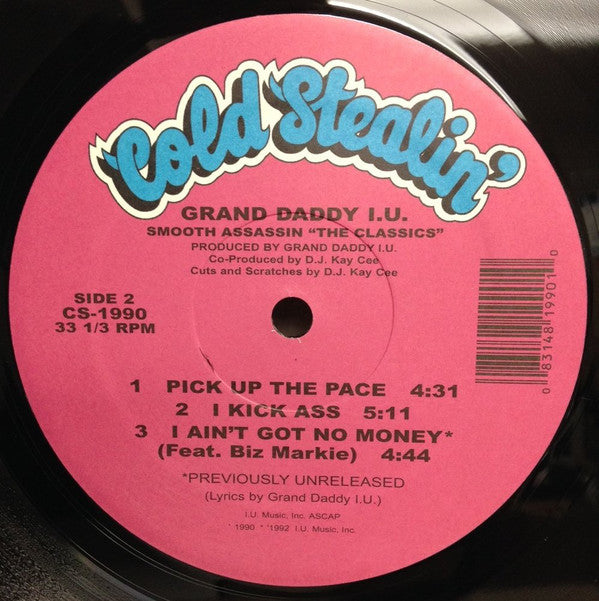 Cold Stealin'
GRAND DADDY I.U.
SMOOTH ASSASSIN "THE CLASSICS"
PRODUCED BY GRAND DADDY I.U.
Co-Produced by D.J. Kay Cee
Cuts and Scratches by D.J. Kay Cee
SIDE 2
CS-1990
33 1/3 RPM
0 83148 19901 0
1 PICK UP THE PACE 4:31
2 I KICK ASS 5:11
3 I AIN'T GOT NO MONEY*
(Feat. Biz Markie) 4:44
*PREVIOUSLY UNRELEASED
(Lyrics by Grand Daddy I.U.)
I.U. Music, Inc. ASCAP
' 1990 * '1992 I.U. Music, Inc.